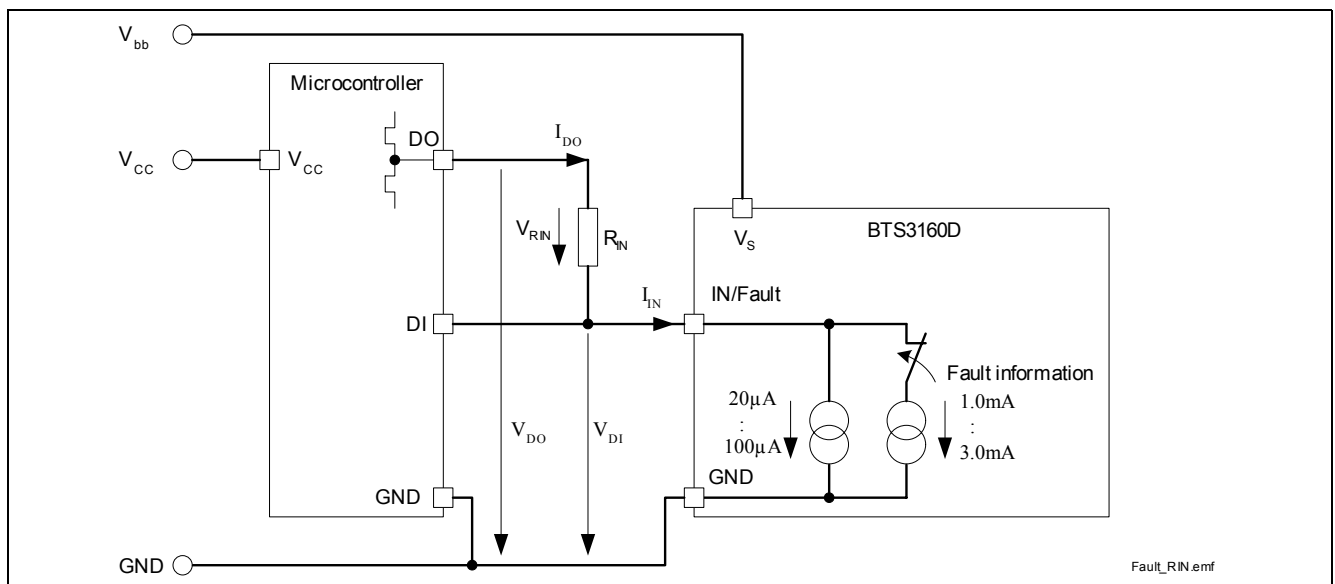 V_bb
Microcontroller
DO
I_DO
V_CC
V_CC
V_RIN
R_IN
V_S
BTS3160D
IN/Fault
I_IN
DI
Fault information
20µA
:
100µA
1.0mA
:
3.0mA
V_DO
V_DI
GND
GND
GND
Fault_RIN.emf